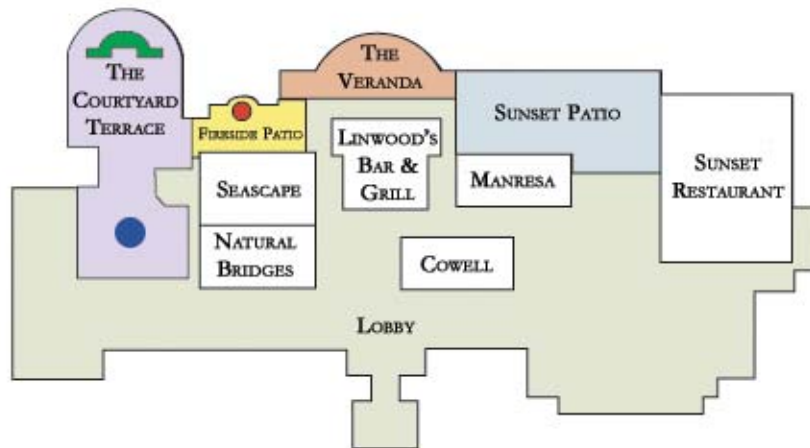 THE
COURTYARD
TERRACE
FIRESIDE PATIO
THE
VERANDA
LINWOOD'S
BAR &
GRILL
SUNSET PATIO
MANRESA
SUNSET
RESTAURANT
SEASCAPE
NATURAL
BRIDGES
COWELL
LOBBY